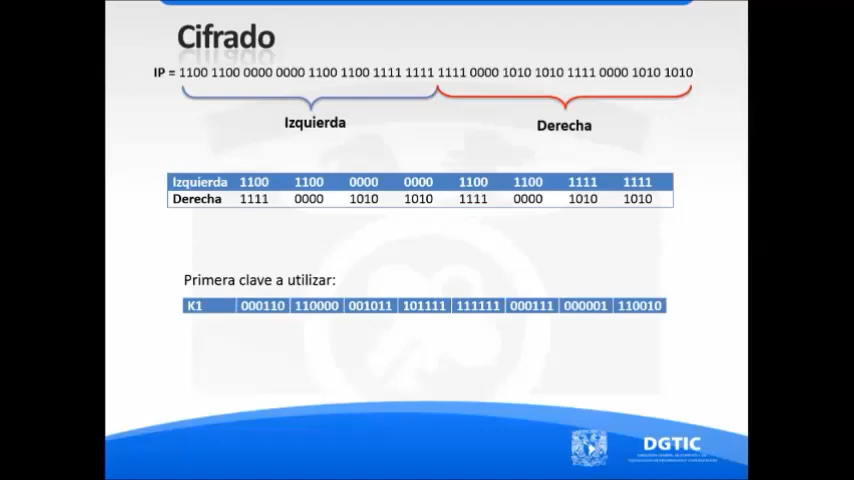 Cifrado
IP = 1100 1100 0000 0000 1100 1100 1111 1111 1111 0000 1010 1010 1111 0000 1010 1010
Izquierda
Derecha
Izquierda 1100 1100 0000 0000 1100 1100 1111 1111
Derecha 1111 0000 1010 1010 1111 0000 1010 1010
Primera clave a utilizar:
K1 000110 110000 001011 101111 111111 000111 000001 110010
DGTIC